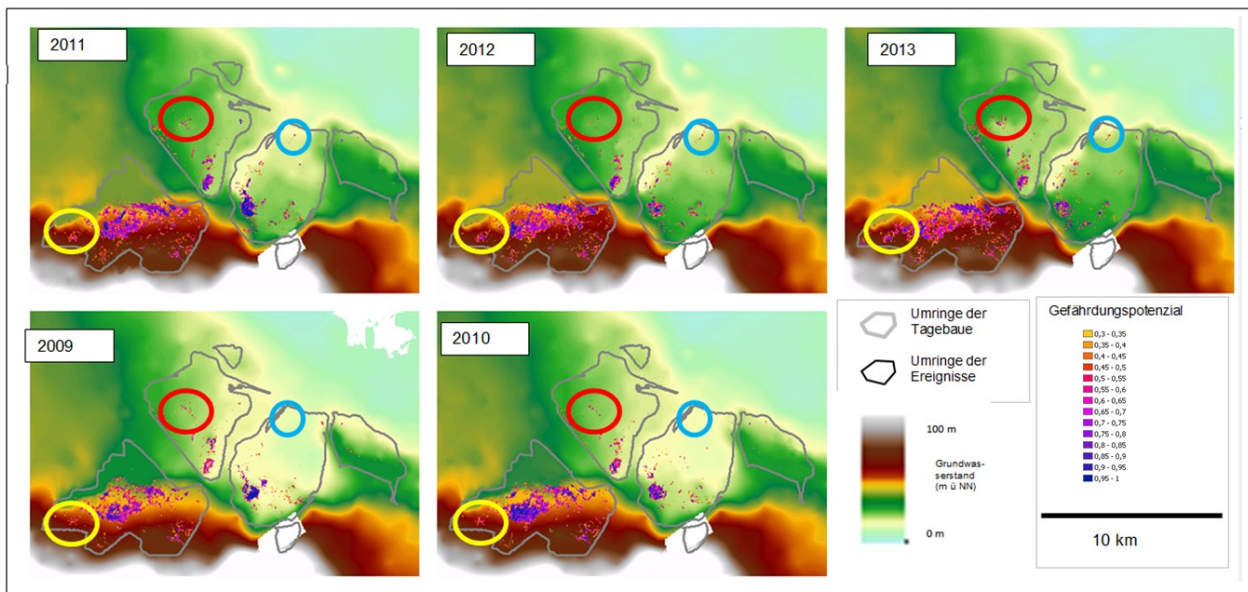 2011
2012
2013
2009
2010
Umringe der
Tagebaue
Umringe der
Ereignisse
100 m
Grundwas-
serstand
(m ü NN)
0 m
Gefährdungspotenzial
0,3 - 0,35
0,35 - 0,4
0,4 - 0,45
0,45 - 0,5
0,5 - 0,55
0,55 - 0,6
0,6 - 0,65
0,65 - 0,7
0,7 - 0,75
0,75 - 0,8
0,8 - 0,85
0,85 - 0,9
0,9 - 0,95
0,95 - 1
10 km